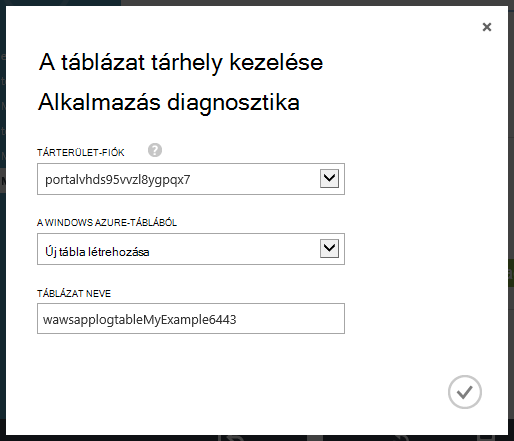 A táblázat tárhely kezelése
Alkalmazás diagnosztika
TÁRTERÜLET-FIÓK ?
portalvhds95vvzl8ygpqx7
A WINDOWS AZURE-TÁBLÁBÓL
Új tábla létrehozása
TÁBLÁZAT NEVE
wawsapplogtableMyExample6443